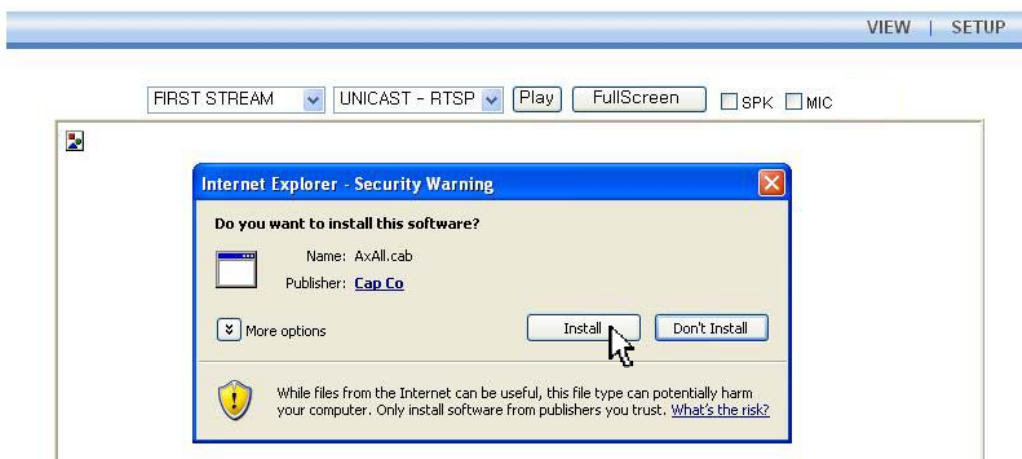 VIEW | SETUP
FIRST STREAM UNICAST - RTSP Play FullScreen SPK MIC
Internet Explorer - Security Warning
Do you want to install this software?
Name: AxAll.cab
Publisher: Cap Co
More options Install Don't Install
While files from the Internet can be useful, this file type can potentially harm
your computer. Only install software from publishers you trust. What's the risk?